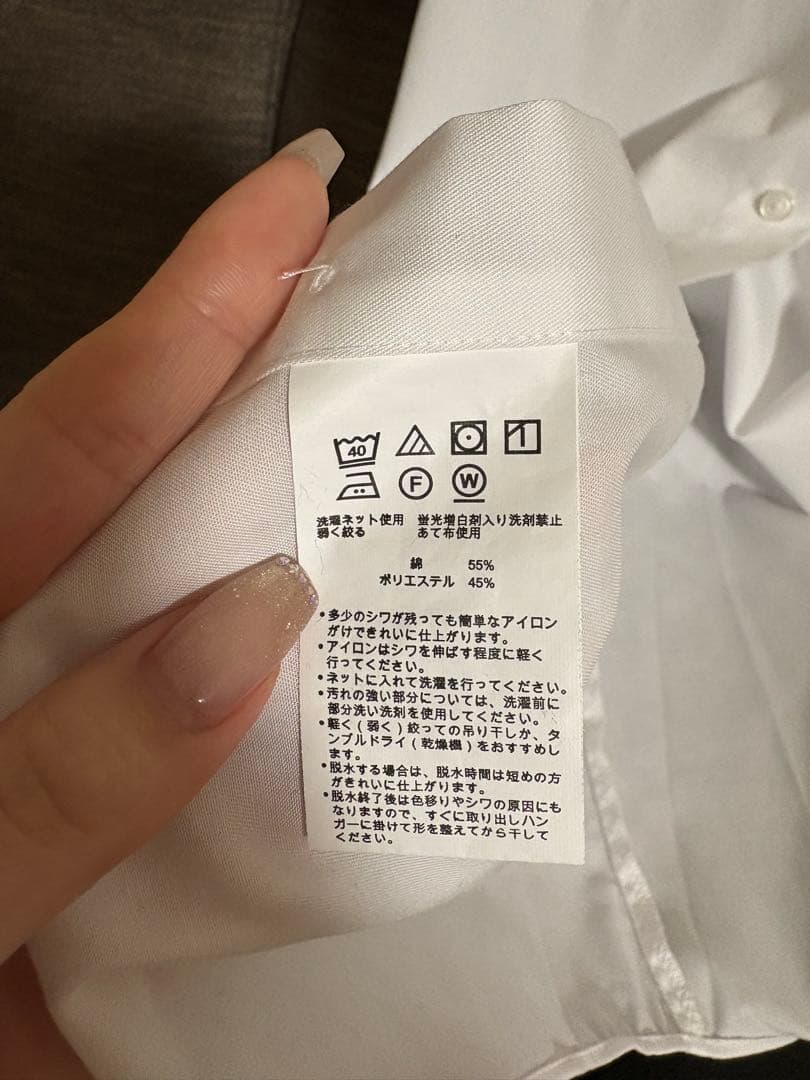 40
F W
洗濯ネット使用 蛍光増白剤入り洗剤禁止
弱く絞る あて布使用
綿 55%
ポリエステル 45%
•多少のシワが残っても簡単なアイロン
がけできれいに仕上がります。
•アイロンはシワを伸ばす程度に軽く
行ってください。
•ネットに入れて洗濯を行ってください。
•汚れの強い部分については、洗濯前に
部分洗い洗剤を使用してください。
•軽く(弱く)絞っての吊り干しか、タ
ンブルドライ(乾燥機)をおすすめし
ます。
•脱水する場合は、脱水時間は短めの方
がきれいに仕上がります。
•脱水終了後は色移りやシワの原因にも
なりますので、すぐに取り出しハン
ガーに掛けて形を整えてから干して
ください。